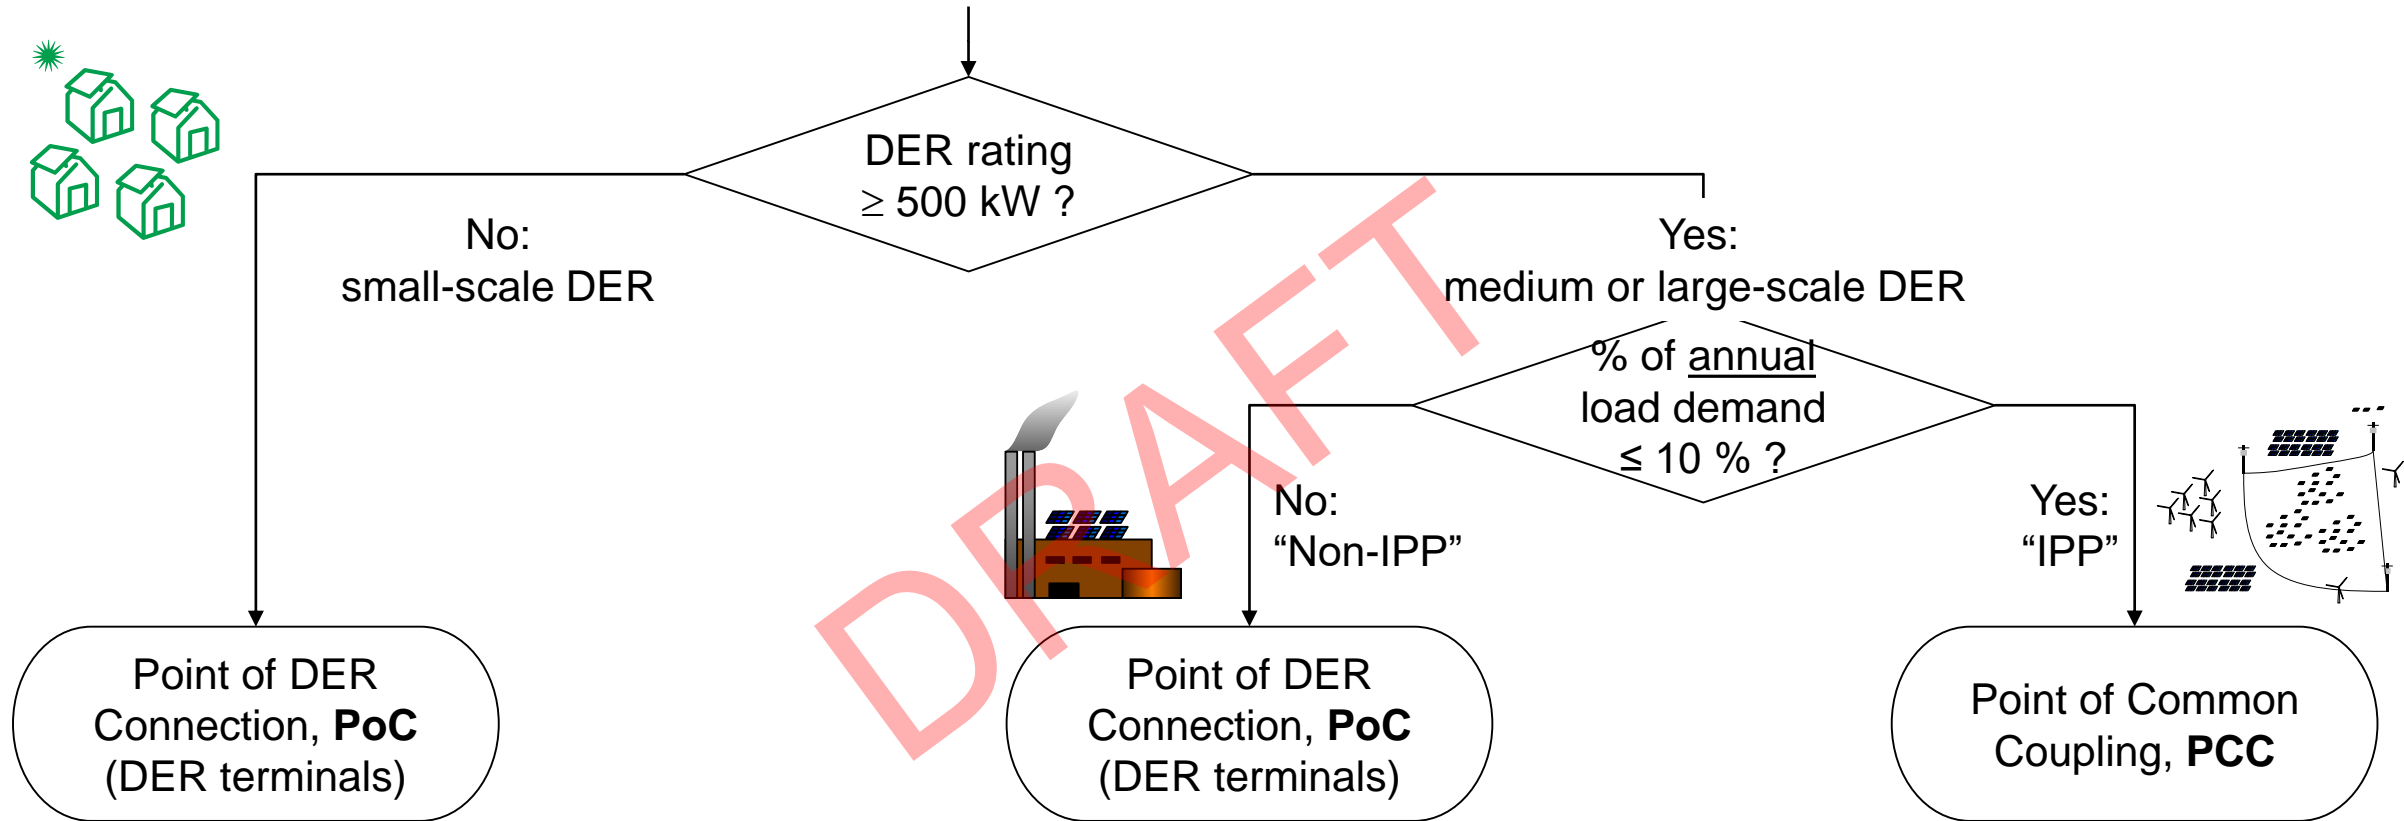 DER rating
≥ 500 kW ?
No:
small-scale DER
Yes:
medium or large-scale DER
% of annual
load demand
≤ 10 % ?
No:
“Non-IPP”
Yes:
“IPP”
DRAFT
Point of DER
Connection, PoC
(DER terminals)
Point of DER
Connection, PoC
(DER terminals)
Point of Common
Coupling, PCC